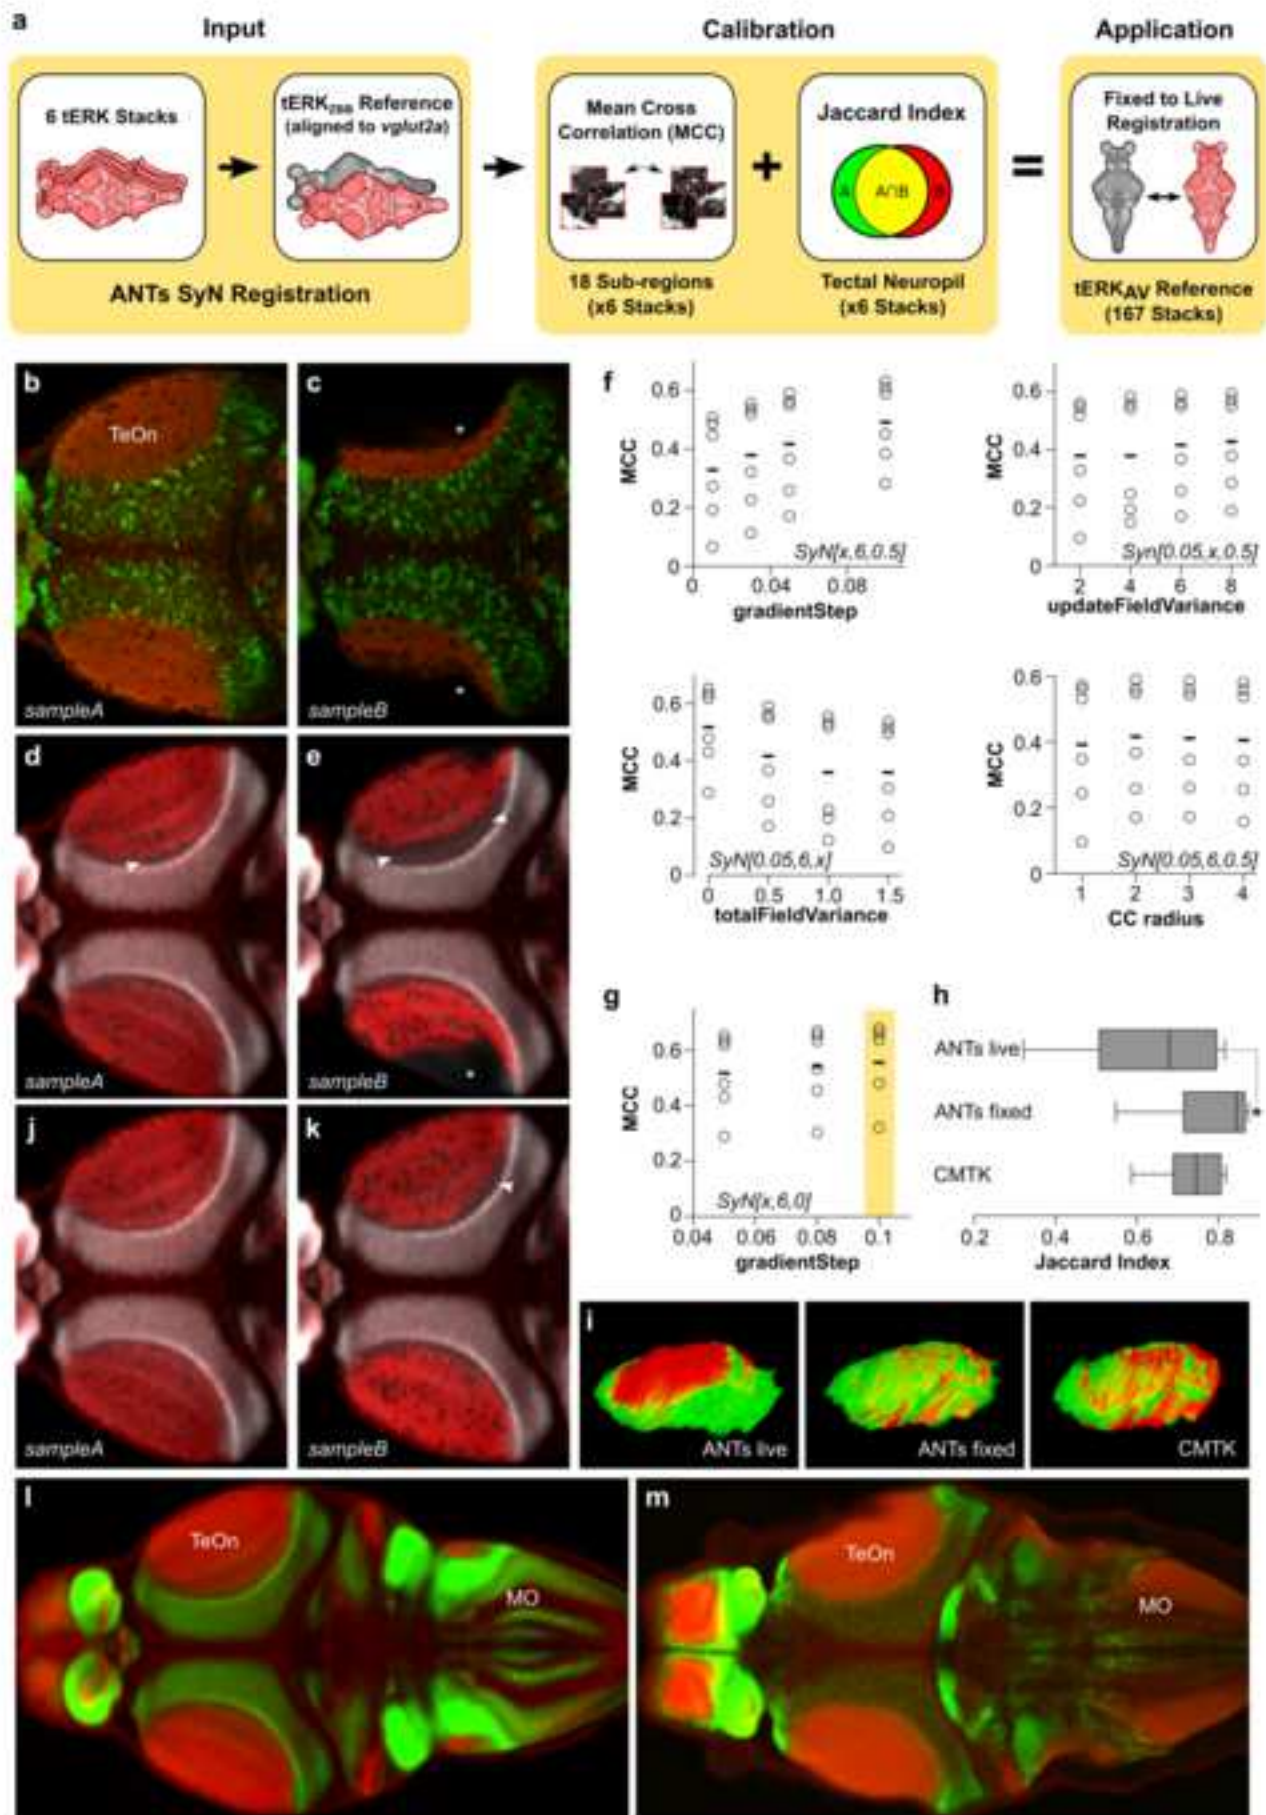 a
Input
Calibration
Application
6 tERK Stacks
tERK₂₈₈ Reference
(aligned to vglut2a)
Mean Cross
Correlation (MCC)
Jaccard Index
A
A∩B
Fixed to Live
Registration
ANTs SyN Registration
18 Sub-regions
(x6 Stacks)
Tectal Neuropil
(x6 Stacks)
tERKAV Reference
(167 Stacks)
b
TeOn
sampleA
c
*
*
sampleB
d
sampleA
e
*
sampleB
f
MCC
0.6
0.4
0.2
0
SyN[x,6,0.5]
0
0.04
0.08
gradientStep
MCC
0.6
0.4
0.2
0
Syn[0.05,x,0.5]
2
4
6
8
updateFieldVariance
MCC
0.6
0.4
0.2
0
SyN[0.05,6,x]
0
0.5
1.0
1.5
totalFieldVariance
MCC
0.6
0.4
0.2
0
SyN[0.05,6,0.5]
1
2
3
4
CC radius
g
MCC
0.6
0.4
0.2
0
SyN[x,6,0]
0.04
0.06
0.08
0.1
gradientStep
h
ANTs live
ANTs fixed
*
CMTK
0.2
0.4
0.6
0.8
Jaccard Index
i
ANTs live
ANTs fixed
CMTK
j
sampleA
k
sampleB
l
TeOn
MO
m
TeOn
MO